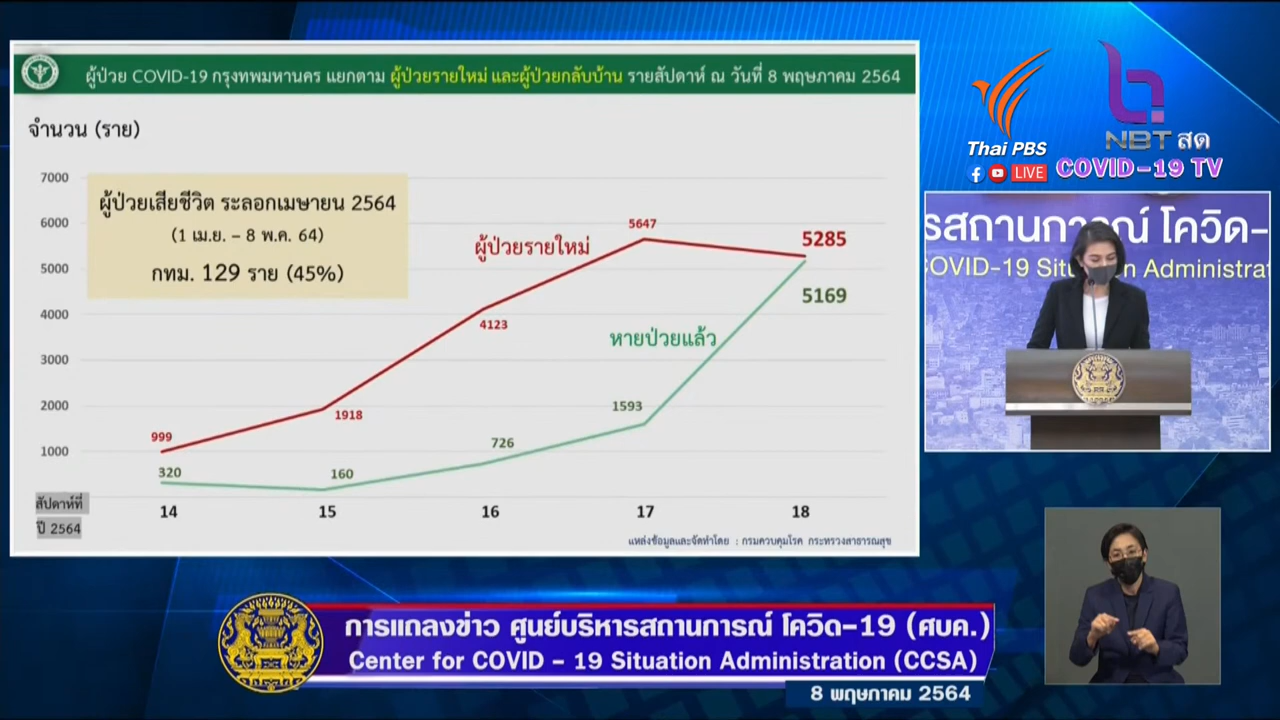 ผู้ป่วย COVID-19 กรุงเทพมหานคร แยกตาม ผู้ป่วยรายใหม่ และผู้ป่วยกลับบ้าน รายสัปดาห์ ณ วันที่ 8 พฤษภาคม 2564
จำนวน (ราย)
7000
6000
5000
4000
3000
2000
1000
ผู้ป่วยเสียชีวิต ระลอกเมษายน 2564
(1 เม.ย. – 8 พ.ค. 64)
กทม. 129 ราย (45%)
ผู้ป่วยรายใหม่
หายป่วยแล้ว
999
1918
4123
5647
5285
320
160
726
1593
5169
สัปดาห์ที่
ปี 2564
14 15 16 17 18
แหล่งข้อมูลและจัดทำโดย : กรมควบคุมโรค กระทรวงสาธารณสุข
Thai PBS
LIVE
NBT สด
COVID-19 TV
รสถานการณ์ โควิด-
COVID-19 Situation Administrat
การแถลงข่าว ศูนย์บริหารสถานการณ์ โควิด-19 (ศบค.)
Center for COVID – 19 Situation Administration (CCSA)
8 พฤษภาคม 2564